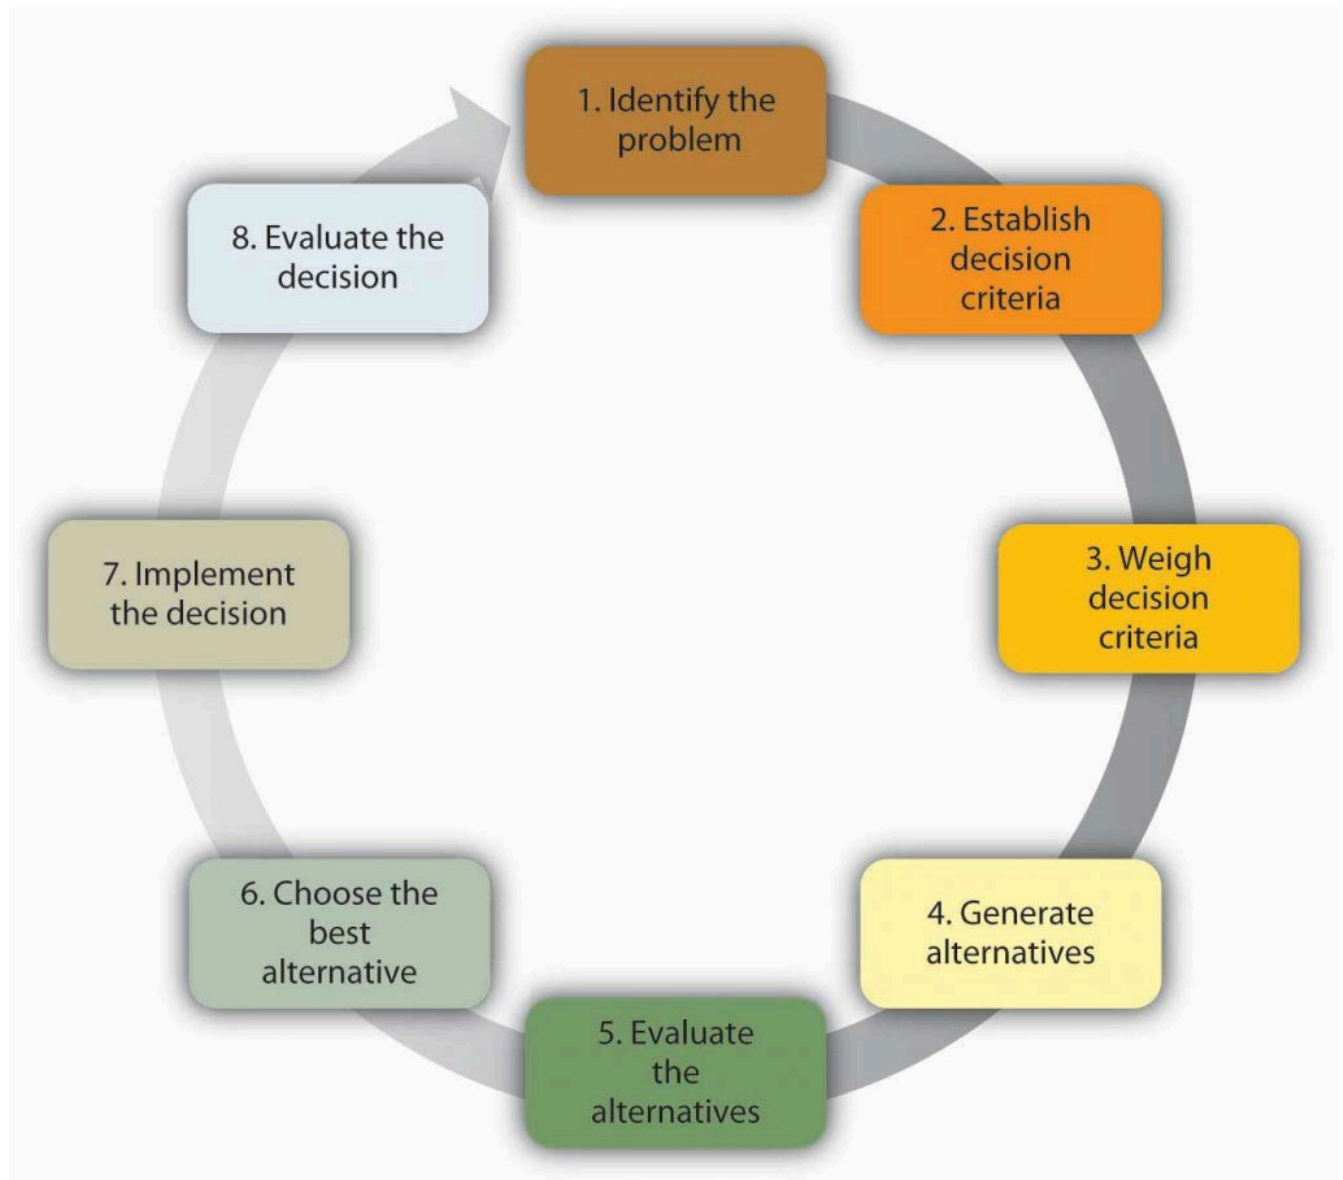 1. Identify the
problem
2. Establish
decision
criteria
3. Weigh
decision
criteria
4. Generate
alternatives
5. Evaluate
the
alternatives
6. Choose the
best
alternative
7. Implement
the decision
8. Evaluate the
decision